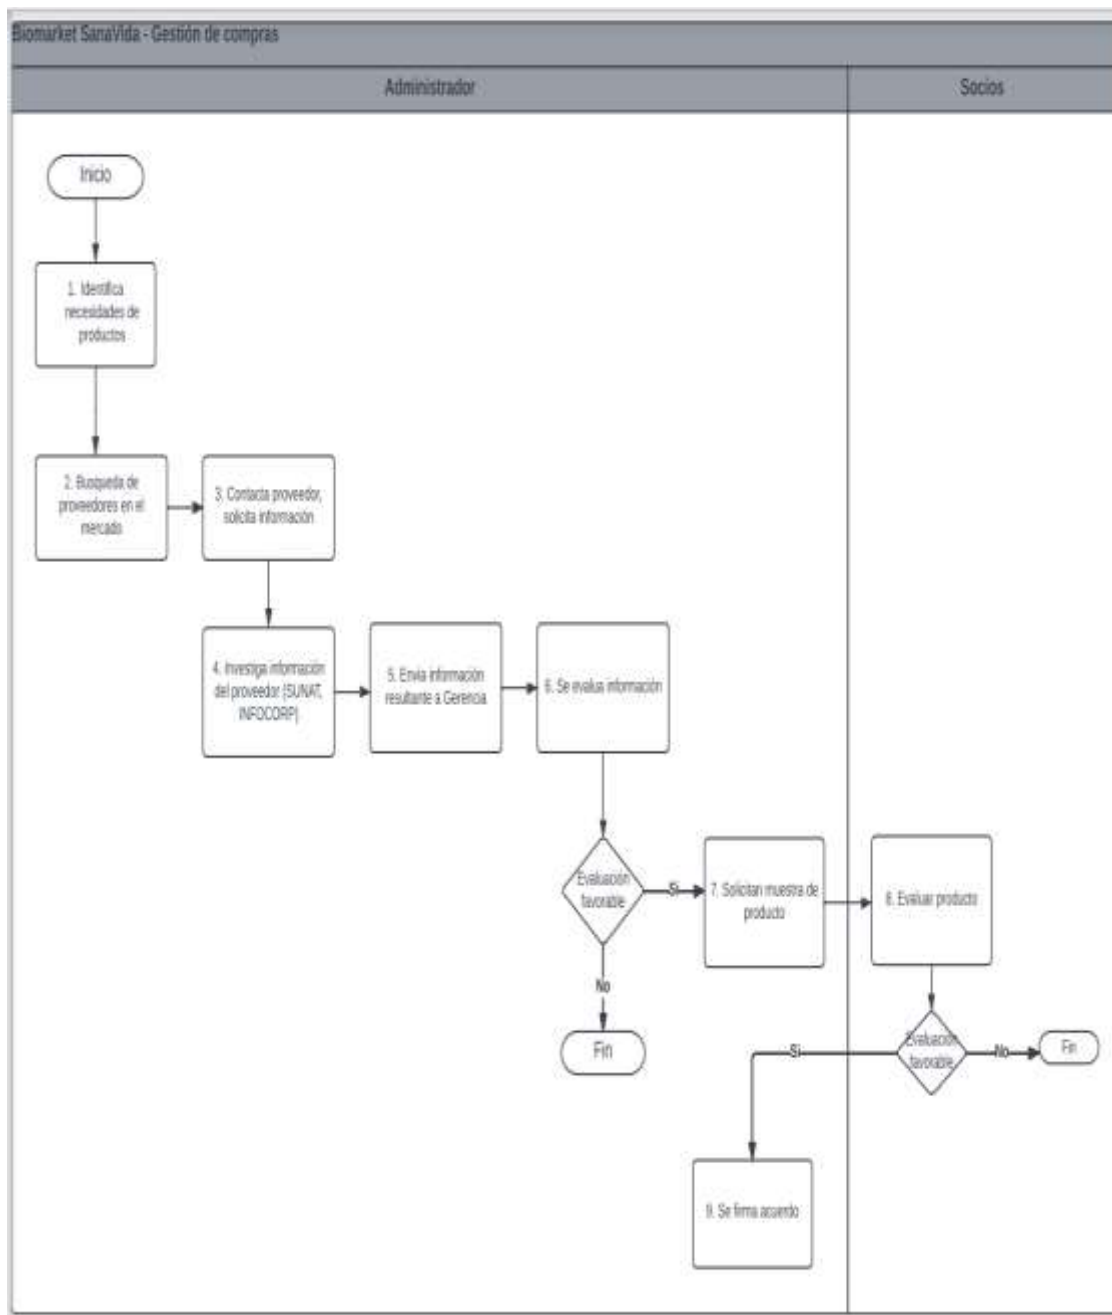 Biomarket SanaVida - Gestión de compras
Administrador
Socios
Inicio
1. Identifica
necesidades de
productos
2. Busqueda de
proveedores en el
mercado
3. Contacta proveedor,
solicita información
4. Investiga información
del proveedor (SUNAT,
INFOCORP)
5. Envia información
resultante a Gerencia
6. Se evalua información
Evaluación
favorable
Si
7. Solicitan muestra de
producto
8. Evaluar producto
No
Fin
Evaluación
favorable
Si
No
Fin
9. Se firma acuerdo